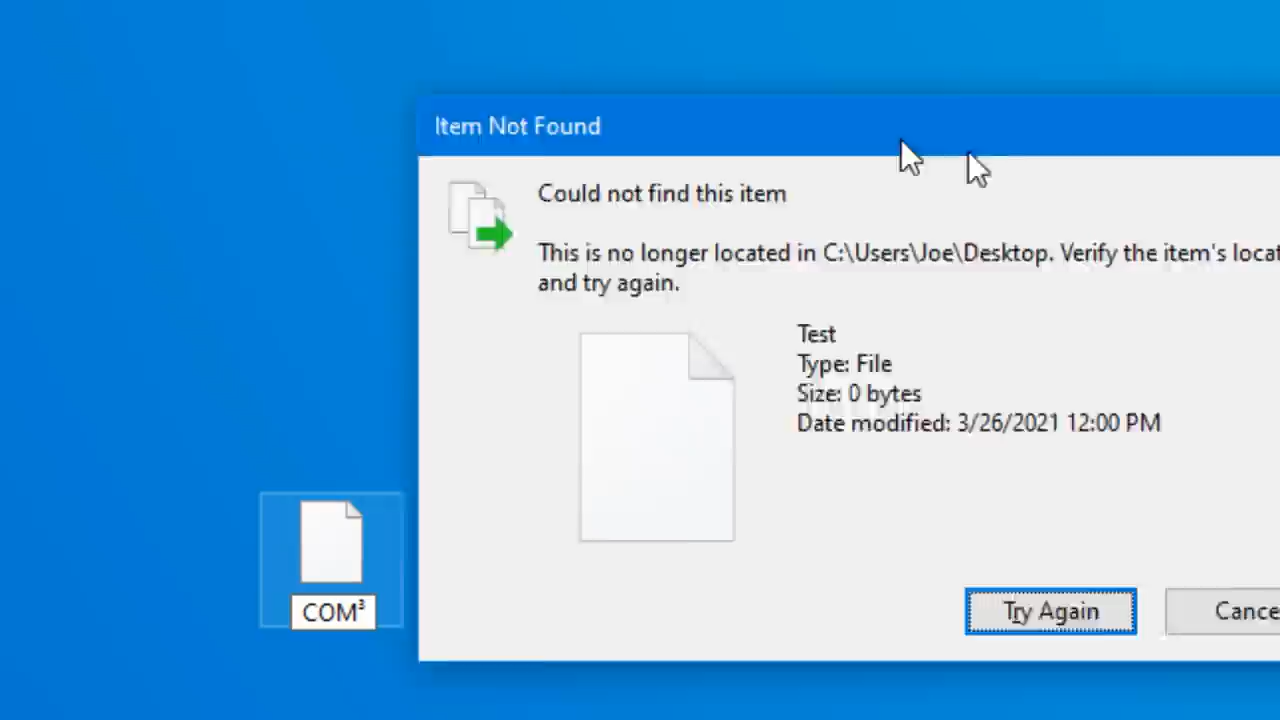 Item Not Found
Could not find this item
This is no longer located in C:\Users\Joe\Desktop. Verify the item's locat
and try again.
Test
Type: File
Size: 0 bytes
Date modified: 3/26/2021 12:00 PM
COM³
Try Again
Cance